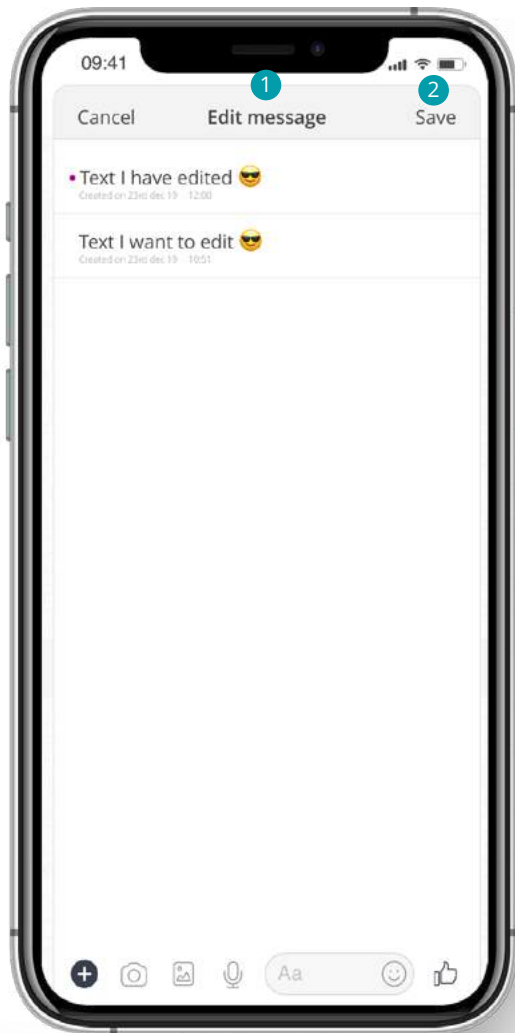 1 2
09:41
Cancel Edit message Save
Text I have edited 😎
Created on 23rd dec 19 12:00
Text I want to edit 😎
Created on 23rd dec 19 10:51
Aa